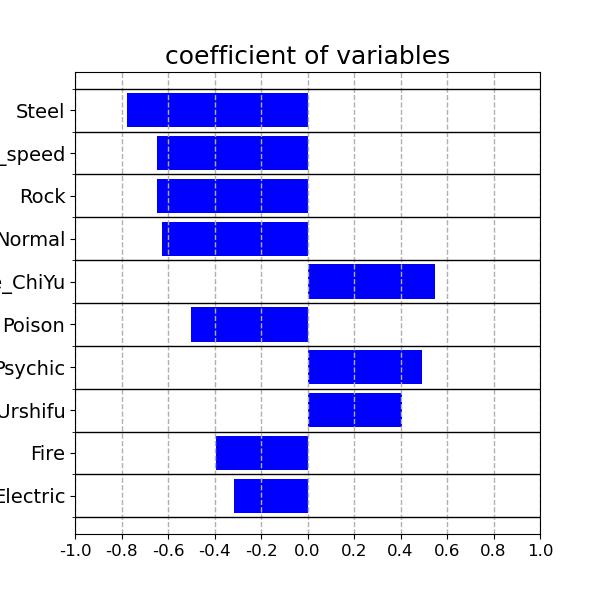 coefficient of variables
Steel
_speed
Rock
Normal
_ChiYu
Poison
Psychic
Urshifu
Fire
Electric
-1.0 -0.8 -0.6 -0.4 -0.2 0.0 0.2 0.4 0.6 0.8 1.0